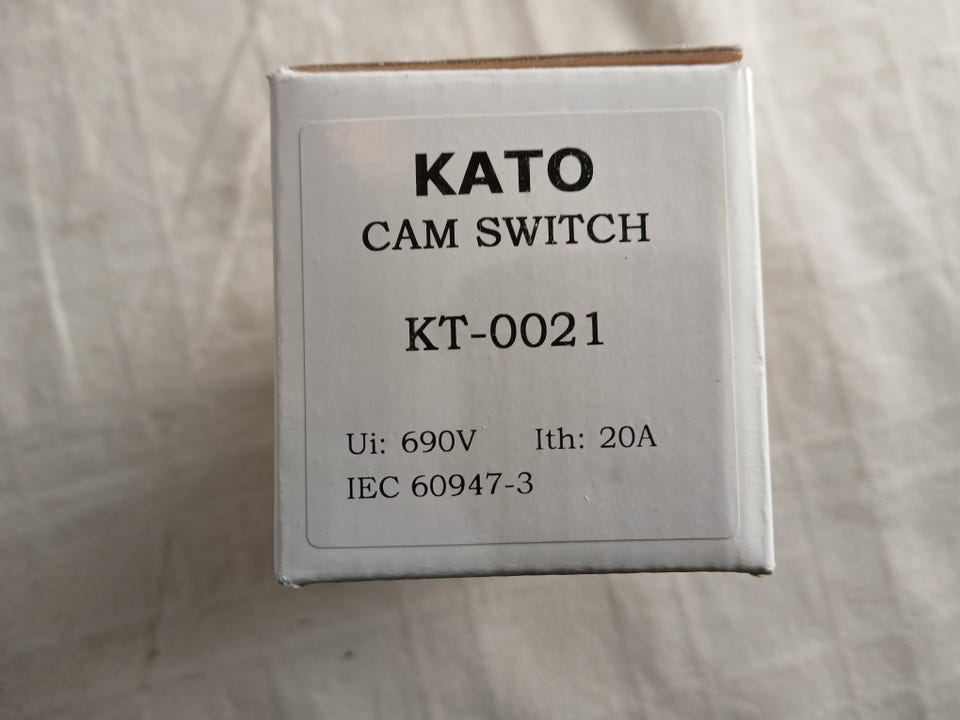 KATO
CAM SWITCH
KT-0021
Ui: 690V Ith: 20A
IEC 60947-3